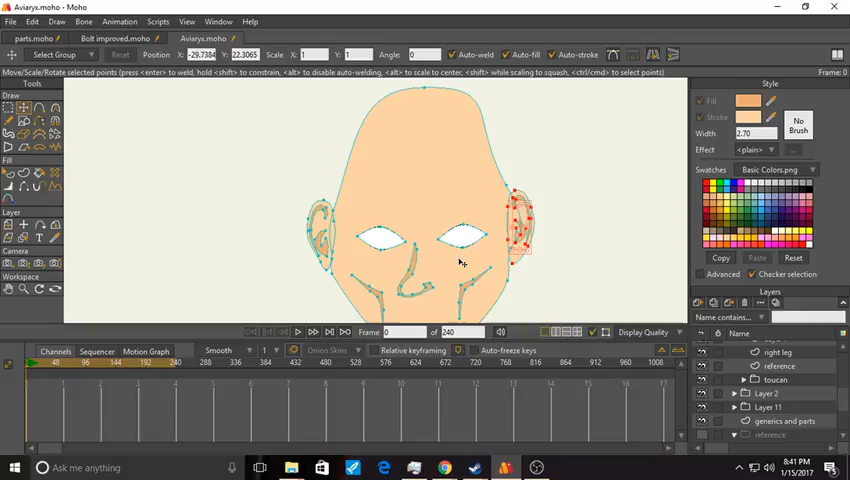 Aviaryx.moho - Moho
File Edit Draw Bone Animation Scripts View Window Help
parts.moho Bolt improved.moho Aviaryx.moho
Select Group Position X -29.7384 Y 22.3065 Scale X 1 Y 1 Angle: 0 Auto-weld Auto-fill Auto-stroke
Move/Scale/Rotate selected points (press <enter> to weld, hold <shift> to constrain, <alt> to disable auto-welding, <alt> to scale to center, <shift> while scaling to squash, <ctrl/cmd> to select points) Frame: 0
Tools
Draw
Fill
Layer
Camera
Workspace
Style
Fill
Stroke
No Brush
Width 2.70
Effect <plain> ...
Swatches Basic Colors.png
Copy Paste Reset
Advanced Checker selection
Layers
Name contains...
Name
right leg
reference
toucan
Layer 2
Layer 11
generics and parts
reference
Frame 0 of 240 Display Quality
Channels Sequencer Motion Graph Smooth 1 Onion Skins Relative keyframing Auto-freeze keys
48 96 144 192 240 288 336 384 432 480 528 576 624 672 720 768 816 864 912 960 1008
0 1 2 3 4 5 6 7 8 9 10 11 12 13 14 15 16 17
Ask me anything
8:41 PM
1/15/2017